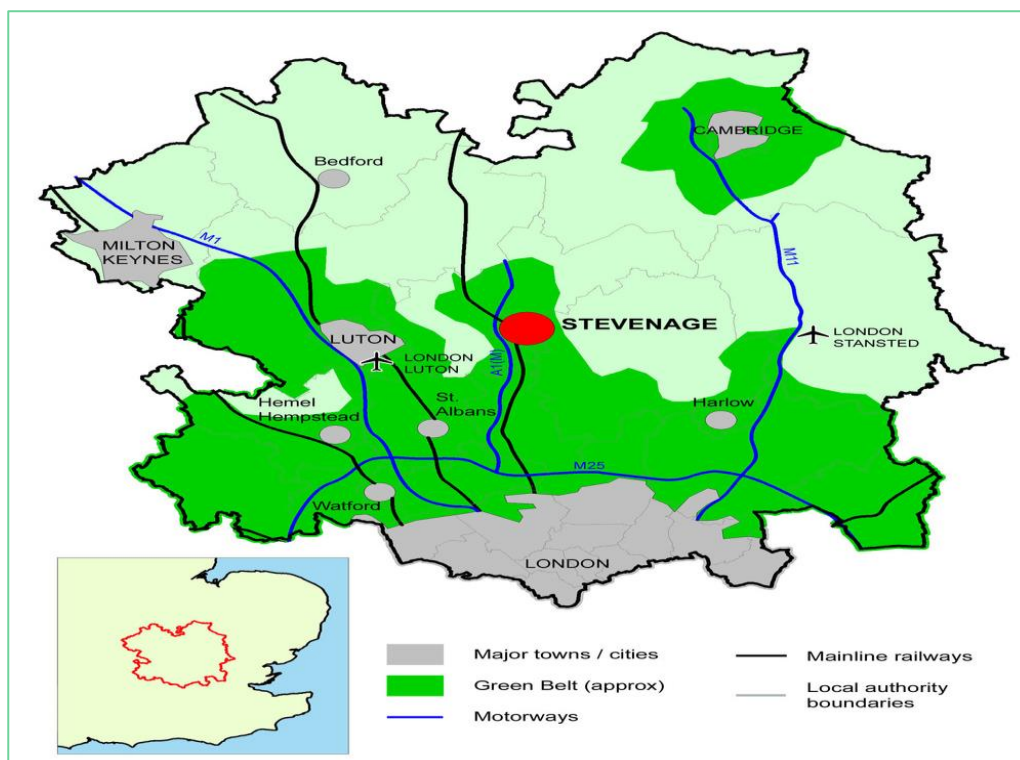 CAMBRIDGE
Bedford
MILTON
KEYNES
M1
M11
STEVENAGE
LUTON
LONDON
LUTON
A1(M)
LONDON
STANSTED
Hemel
Hempstead
St.
Albans
Harlow
M25
Watford
LONDON
Major towns / cities
Green Belt (approx)
Motorways
Mainline railways
Local authority
boundaries